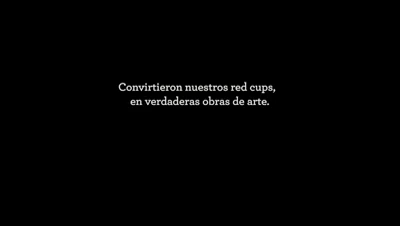 Convirtieron nuestros red cups,
en verdaderas obras de arte.